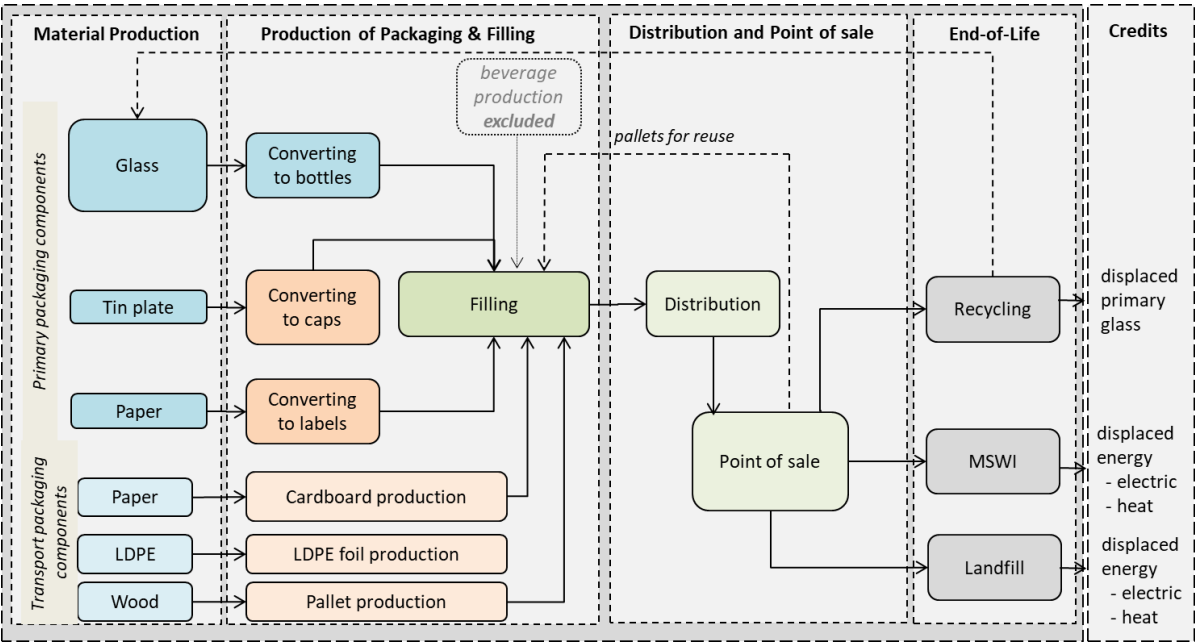 Material Production
Production of Packaging & Filling
Distribution and Point of sale
End-of-Life
Credits
Primary packaging components
Transport packaging
components
beverage
production
excluded
pallets for reuse
Glass
Converting
to bottles
Tin plate
Converting
to caps
Filling
Distribution
Recycling
displaced
primary
glass
Paper
Converting
to labels
Point of sale
MSWI
displaced
energy
- electric
- heat
Paper
Cardboard production
LDPE
LDPE foil production
Landfill
displaced
energy
- electric
- heat
Wood
Pallet production